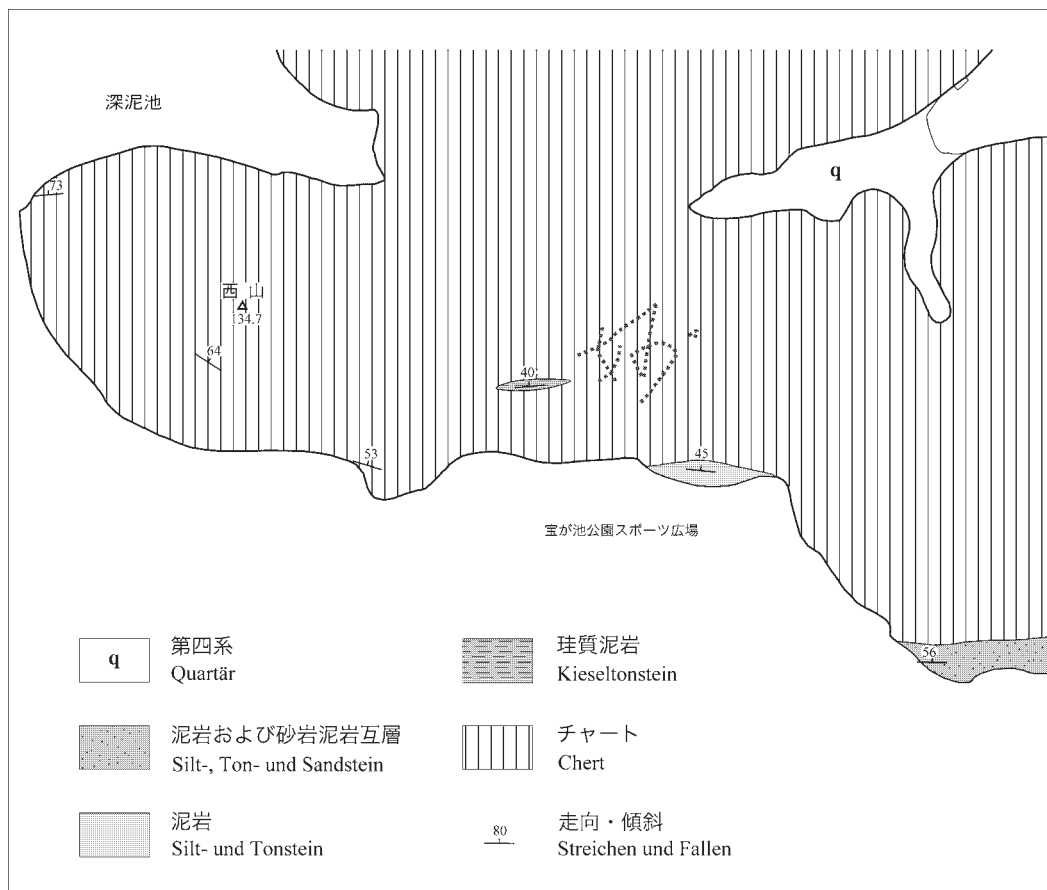 深泥池
q
73
西山
134.7
64
40
53
45
宝が池公園スポーツ広場
56
q
第四系
Quartär
珪質泥岩
Kieseltonstein
泥岩および砂岩泥岩互層
Silt-, Ton- und Sandstein
チャート
Chert
泥岩
Silt- und Tonstein
80
走向・傾斜
Streichen und Fallen